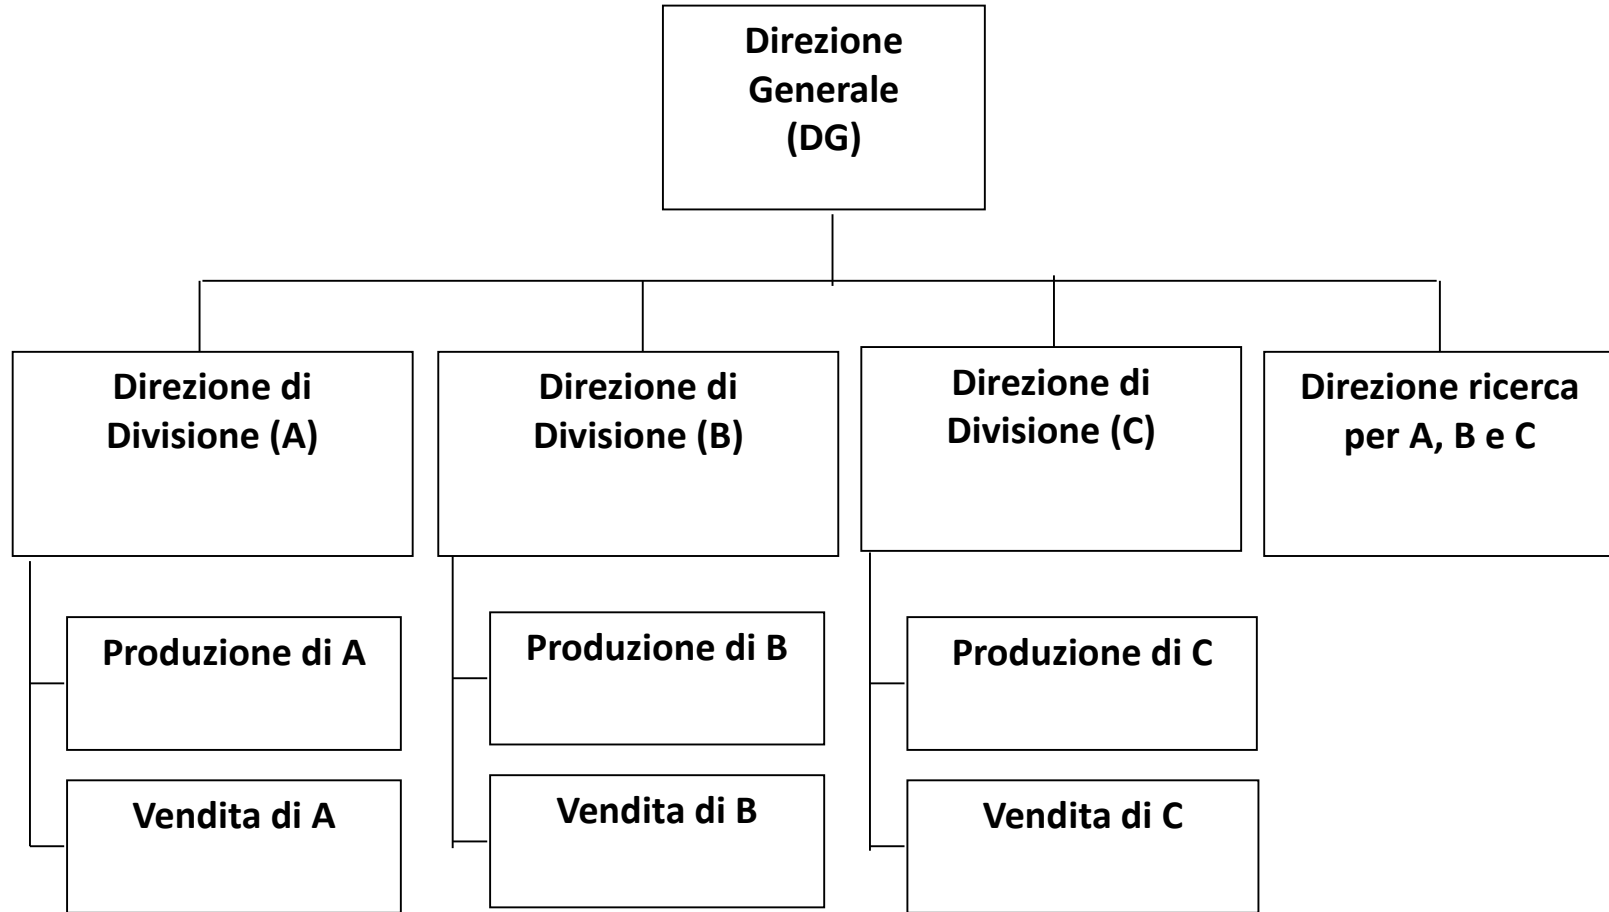 Direzione
Generale
(DG)
Direzione di
Divisione (A)
Direzione di
Divisione (B)
Direzione di
Divisione (C)
Direzione ricerca
per A, B e C
Produzione di A
Produzione di B
Produzione di C
Vendita di A
Vendita di B
Vendita di C